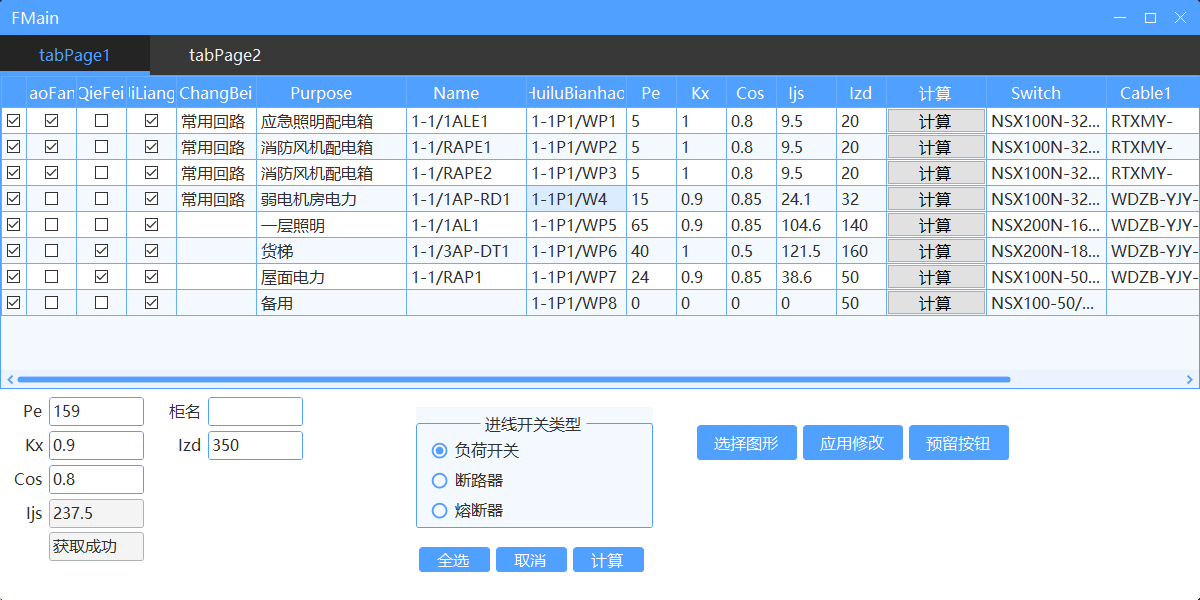 FMain
tabPage1 tabPage2
aoFan QieFei iLiang ChangBei Purpose Name HuiluBianhao Pe Kx Cos Ijs Izd 计算 Switch Cable1
常用回路 应急照明配电箱 1-1/1ALE1 1-1P1/WP1 5 1 0.8 9.5 20 计算 NSX100N-32... RTXMY-
常用回路 消防风机配电箱 1-1/RAPE1 1-1P1/WP2 5 1 0.8 9.5 20 计算 NSX100N-32... RTXMY-
常用回路 消防风机配电箱 1-1/RAPE2 1-1P1/WP3 5 1 0.8 9.5 20 计算 NSX100N-32... RTXMY-
常用回路 弱电机房电力 1-1/1AP-RD1 1-1P1/W4 15 0.9 0.85 24.1 32 计算 NSX100N-32... WDZB-YJY-
一层照明 1-1/1AL1 1-1P1/WP5 65 0.9 0.85 104.6 140 计算 NSX200N-16... WDZB-YJY-
货梯 1-1/3AP-DT1 1-1P1/WP6 40 1 0.5 121.5 160 计算 NSX200N-18... WDZB-YJY-
屋面电力 1-1/RAP1 1-1P1/WP7 24 0.9 0.85 38.6 50 计算 NSX100N-50... WDZB-YJY-
备用 1-1P1/WP8 0 0 0 0 50 计算 NSX100-50/...
Pe 159 柜名
Kx 0.9 Izd 350
Cos 0.8
Ijs 237.5
获取成功
进线开关类型
负荷开关
断路器
熔断器
全选 取消 计算
选择图形 应用修改 预留按钮